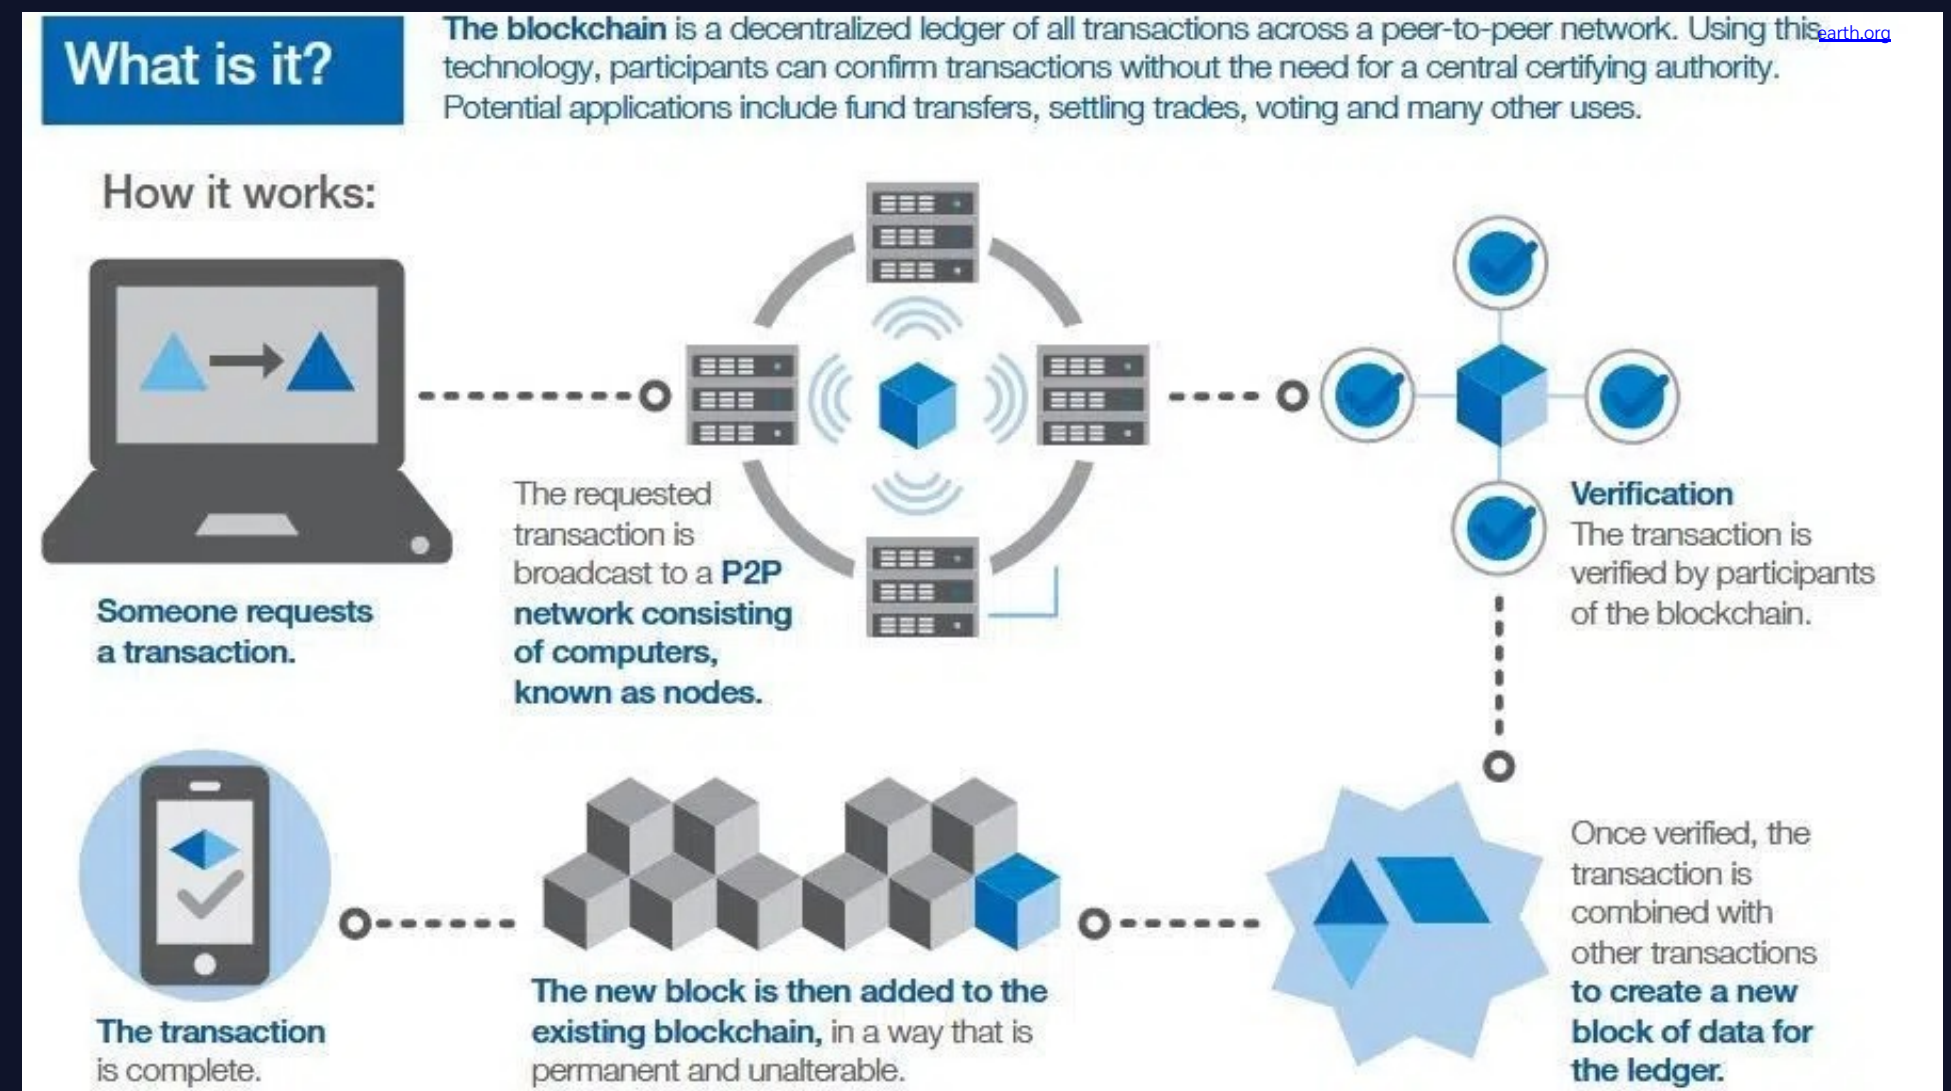 What is it?
The blockchain is a decentralized ledger of all transactions across a peer-to-peer network. Using this
earth.org
technology, participants can confirm transactions without the need for a central certifying authority.
Potential applications include fund transfers, settling trades, voting and many other uses.
How it works:
Someone requests
a transaction.
The requested
transaction is
broadcast to a P2P
network consisting
of computers,
known as nodes.
Verification
The transaction is
verified by participants
of the blockchain.
Once verified, the
transaction is
combined with
other transactions
to create a new
block of data for
the ledger.
The new block is then added to the
existing blockchain, in a way that is
permanent and unalterable.
The transaction
is complete.